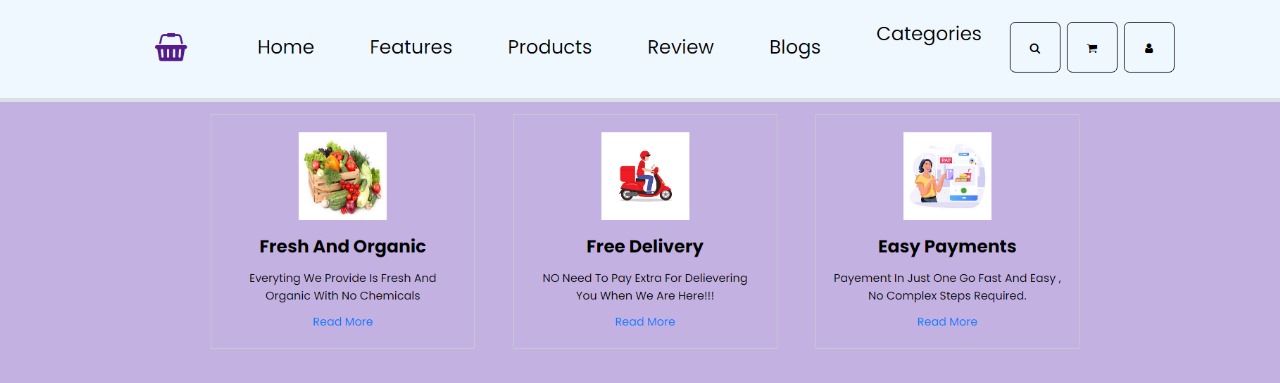 Home Features Products Review Blogs Categories
Fresh And Organic
Everyting We Provide Is Fresh And
Organic With No Chemicals
Read More
Free Delivery
NO Need To Pay Extra For Delievering
You When We Are Here!!!
Read More
PAY
Easy Payments
Payement In Just One Go Fast And Easy ,
No Complex Steps Required.
Read More